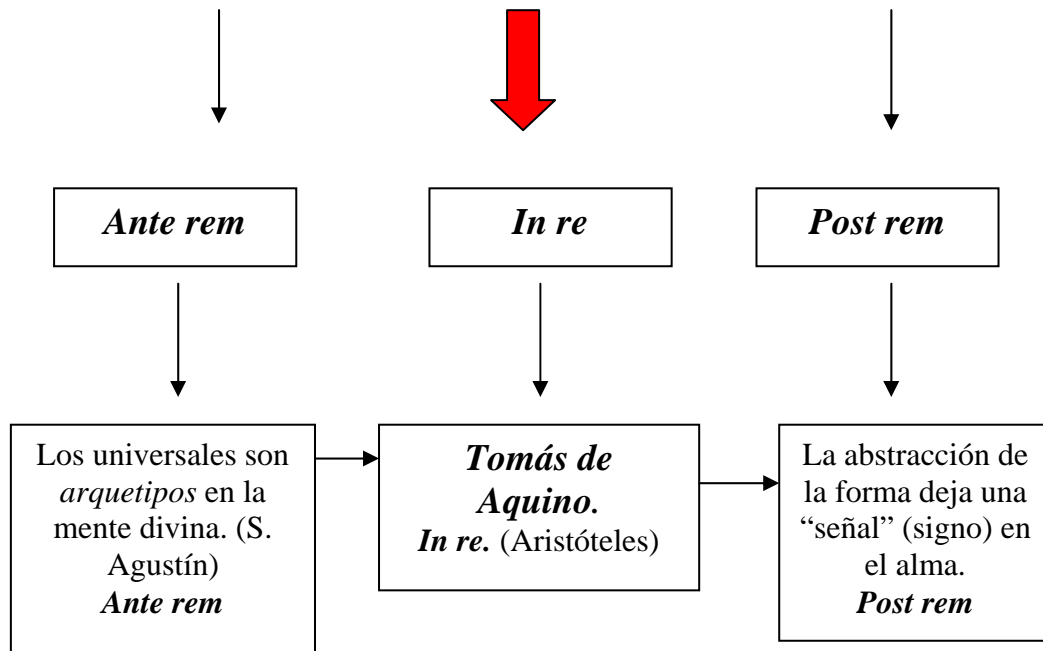 Ante rem
In re
Post rem
Los universales son
arquetipos en la
mente divina. (S.
Agustín)
Ante rem
Tomás de
Aquino.
In re. (Aristóteles)
La abstracción de
la forma deja una
“señal” (signo) en
el alma.
Post rem